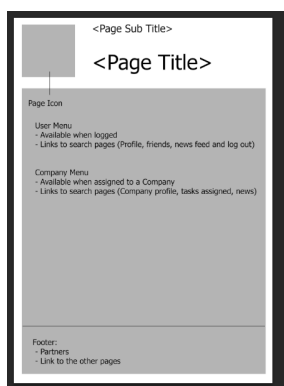 <Page Sub Title>
<Page Title>
Page Icon
User Menu
- Available when logged
- Links to search pages (Profile, friends, news feed and log out)
Company Menu
- Available when assigned to a Company
- Links to search pages (Company profile, tasks assigned, news)
Footer:
- Partners
- Link to the other pages